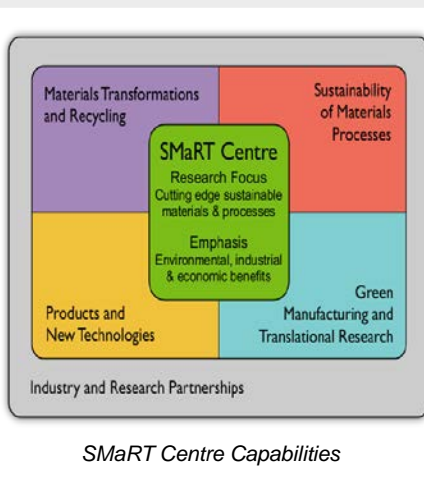 Materials Transformations
and Recycling
Sustainability
of Materials
Processes
SMaRT Centre
Research Focus
Cutting edge sustainable
materials & processes
Emphasis
Environmental, industrial
& economic benefits
Products and
New Technologies
Green
Manufacturing and
Translational Research
Industry and Research Partnerships
SMaRT Centre Capabilities